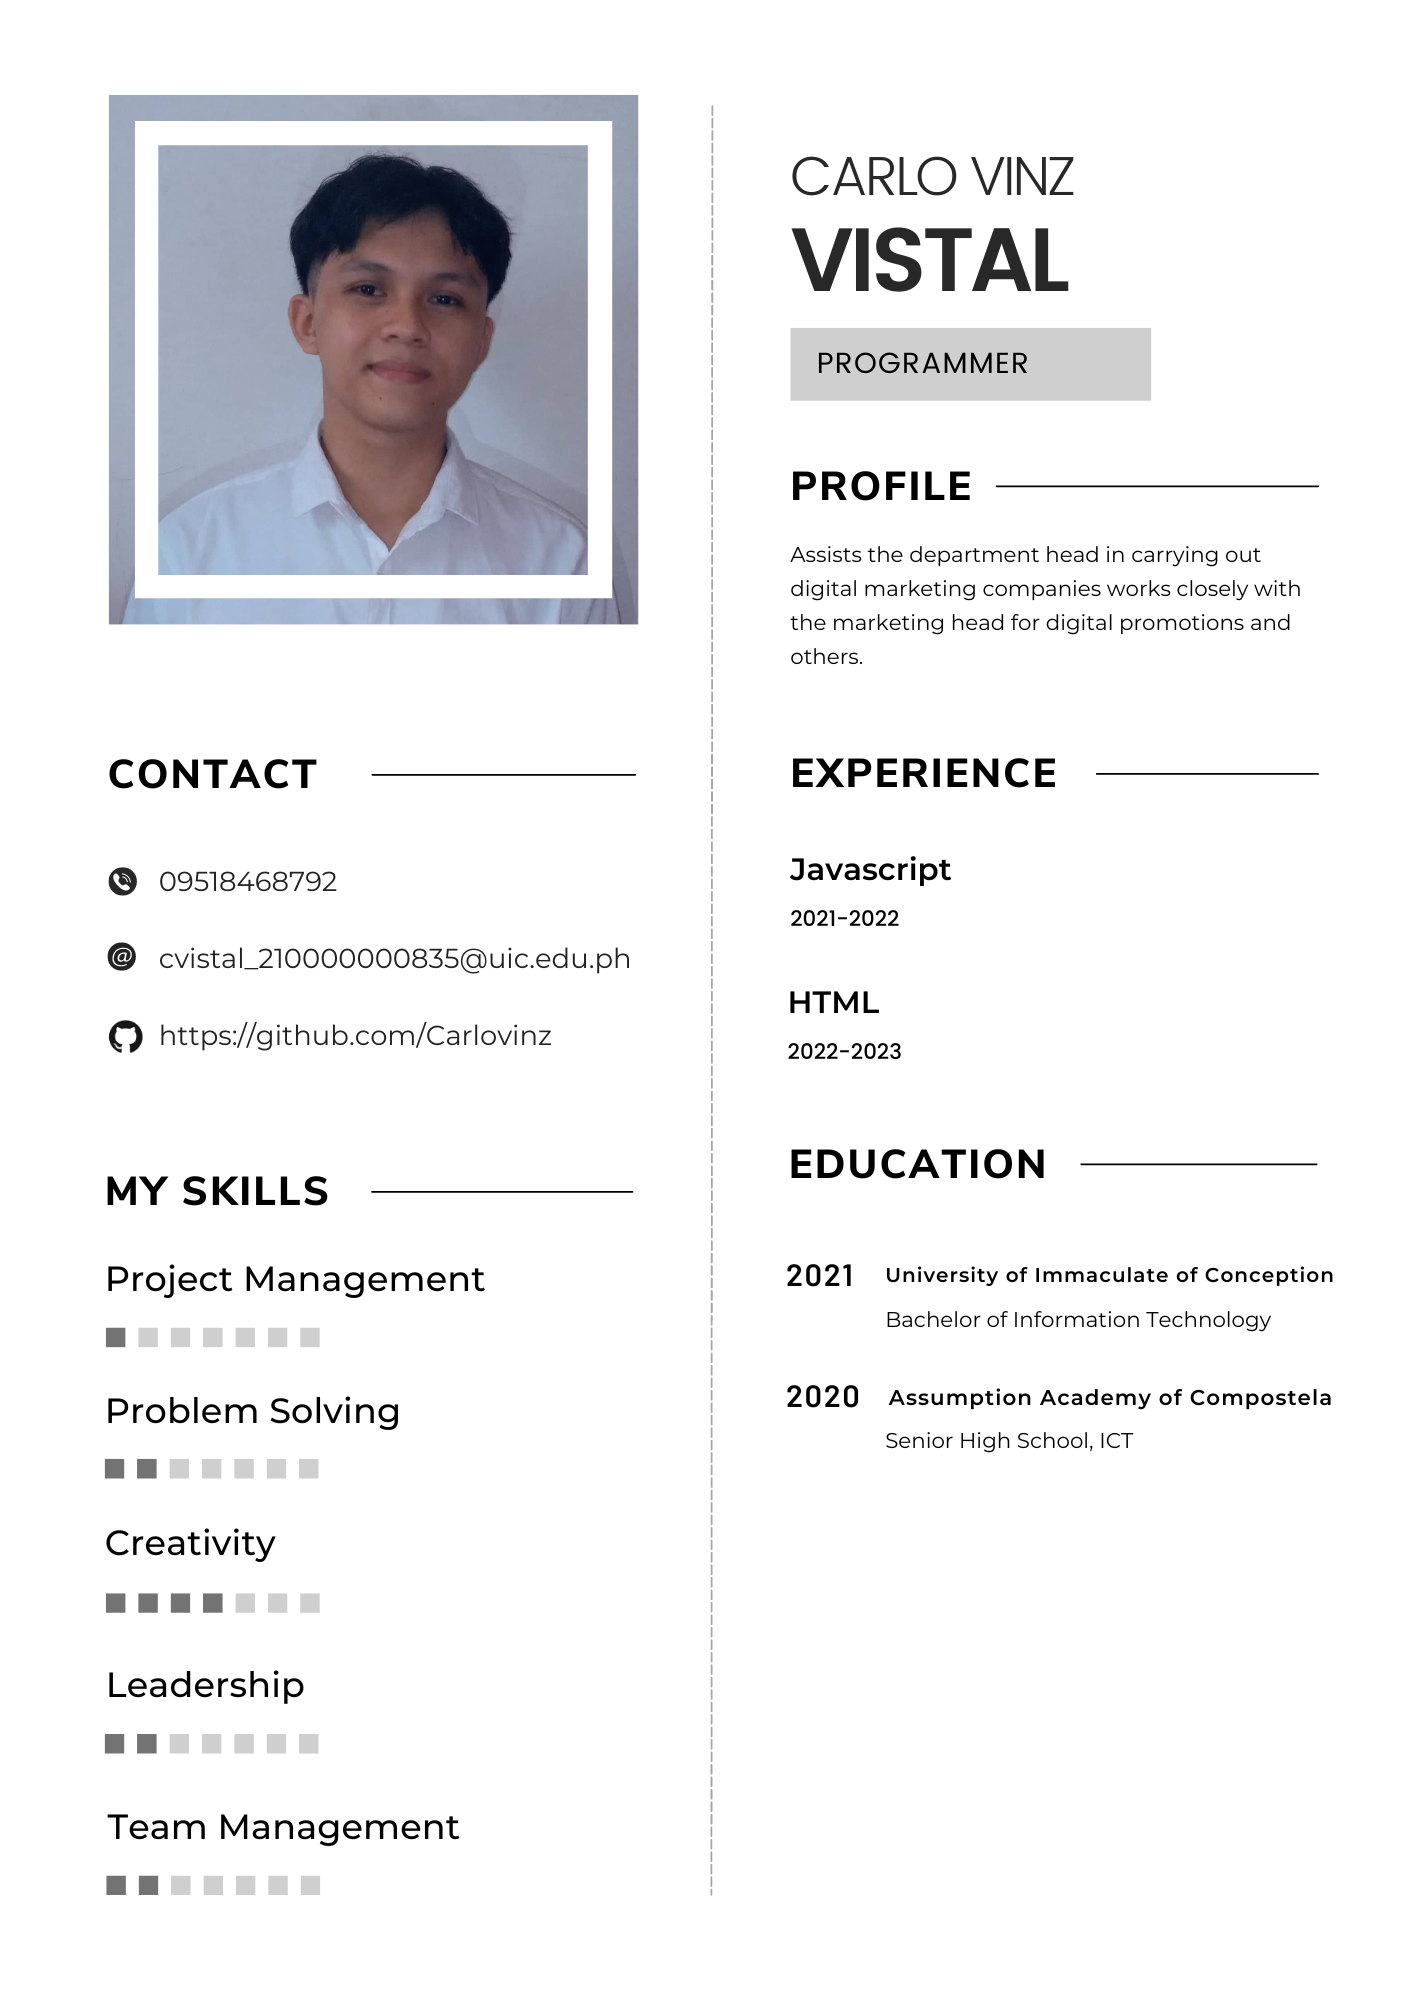 CARLO VINZ
VISTAL
PROGRAMMER
PROFILE
Assists the department head in carrying out
digital marketing companies works closely with
the marketing head for digital promotions and
others.
CONTACT
09518468792
cvistal_210000000835@uic.edu.ph
https://github.com/Carlovinz
MY SKILLS
Project Management
Problem Solving
Creativity
Leadership
Team Management
EXPERIENCE
Javascript
2021-2022
HTML
2022-2023
EDUCATION
2021 University of Immaculate of Conception
Bachelor of Information Technology
2020 Assumption Academy of Compostela
Senior High School, ICT